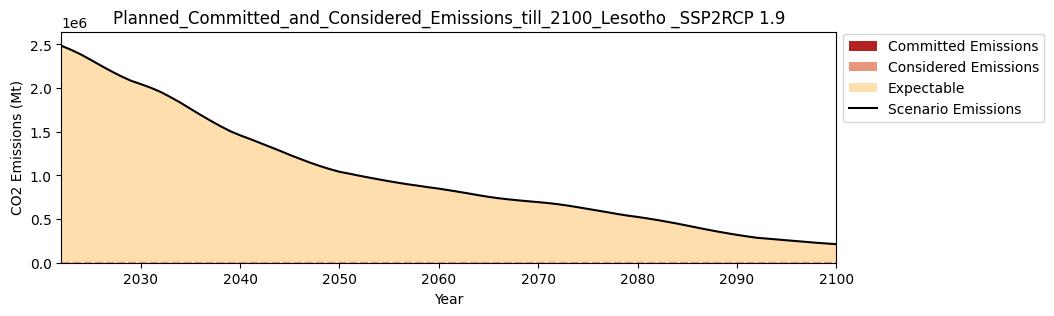 Planned_Committed_and_Considered_Emissions_till_2100_Lesotho _SSP2RCP 1.9
1e6
2.5
2.0
1.5
1.0
0.5
0.0
CO2 Emissions (Mt)
2030 2040 2050 2060 2070 2080 2090 2100
Year
Committed Emissions
Considered Emissions
Expectable
Scenario Emissions